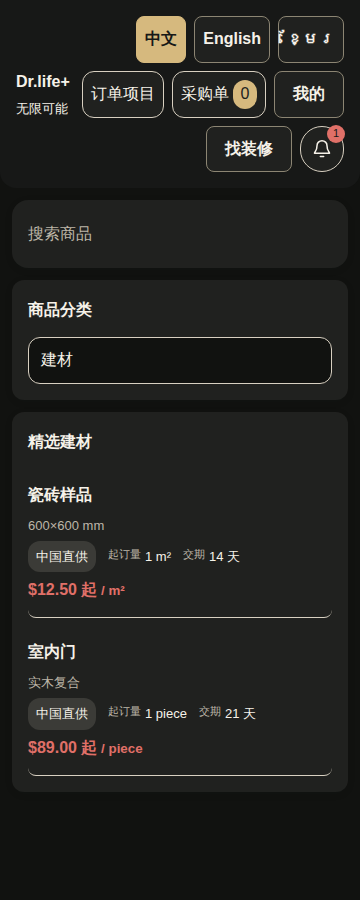 中文 English ខ្មែរ
Dr.life+
无限可能
订单项目 采购单 0 我的
找装修 1
搜索商品
商品分类
建材
精选建材
瓷砖样品
600×600 mm
中国直供 起订量 1 m² 交期 14 天
$12.50 起 / m²
室内门
实木复合
中国直供 起订量 1 piece 交期 21 天
$89.00 起 / piece